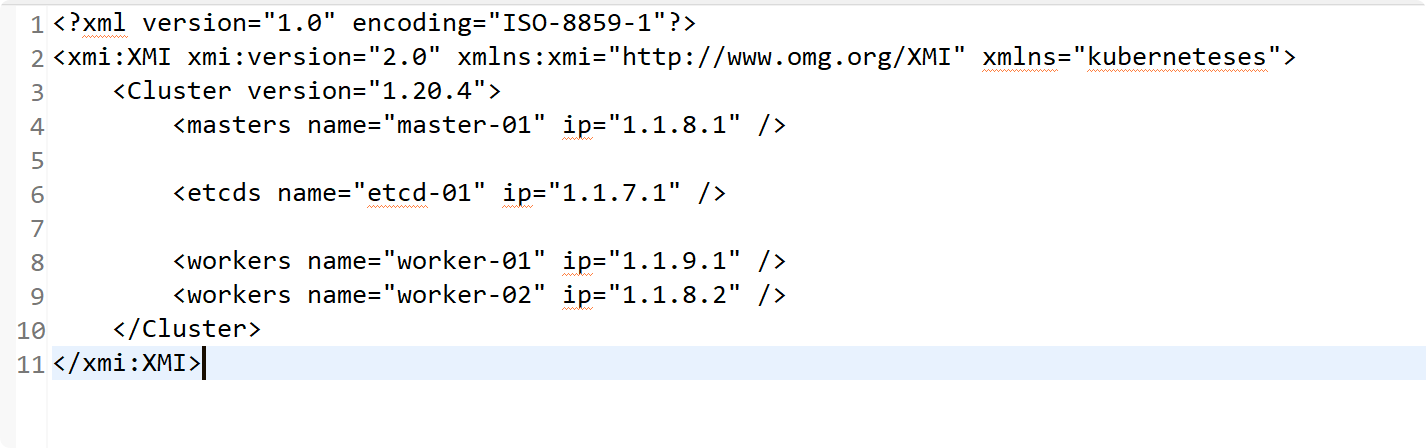 1 <?xml version="1.0" encoding="ISO-8859-1"?>
2 <xmi:XMI xmi:version="2.0" xmlns:xmi="http://www.omg.org/XMI" xmlns="kuberneteses">
3     <Cluster version="1.20.4">
4         <masters name="master-01" ip="1.1.8.1" />
5
6         <etcds name="etcd-01" ip="1.1.7.1" />
7
8         <workers name="worker-01" ip="1.1.9.1" />
9         <workers name="worker-02" ip="1.1.8.2" />
10     </Cluster>
11 </xmi:XMI>